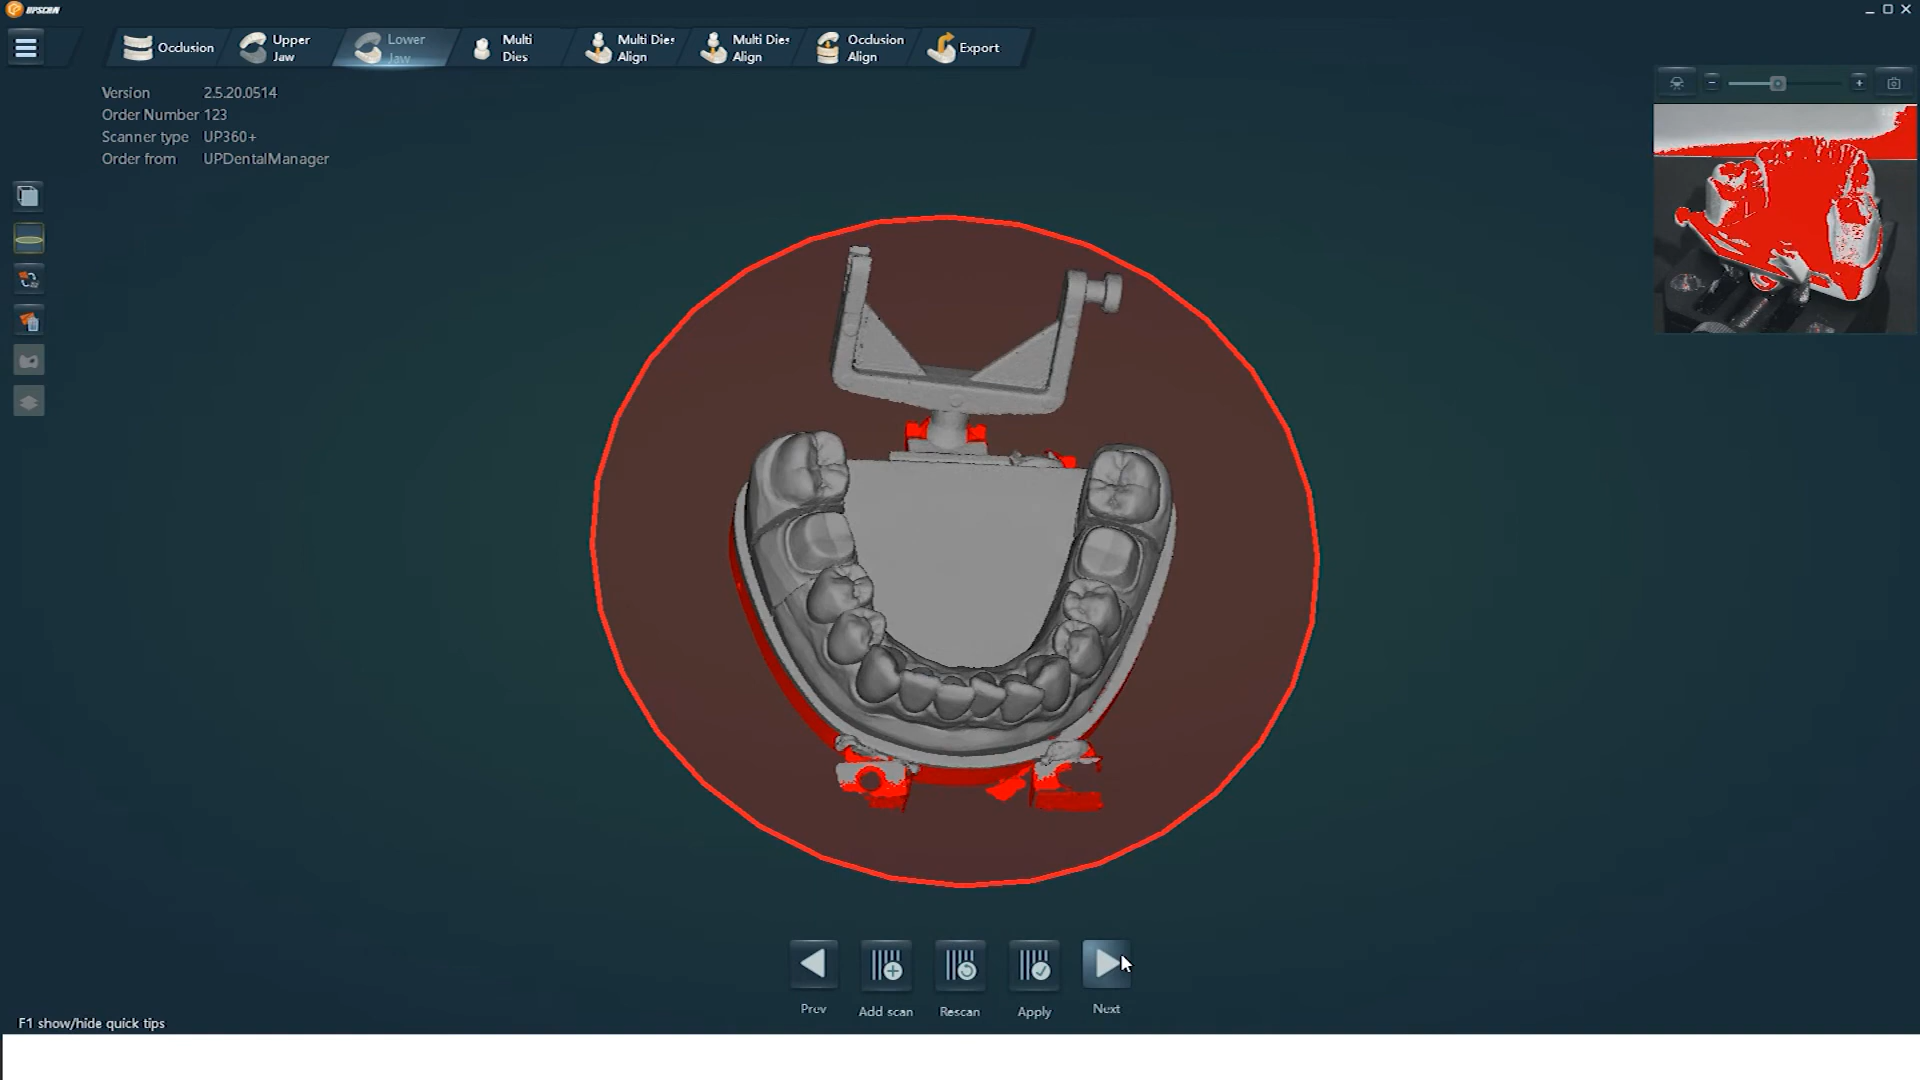 UPSCAN
Occlusion
Upper
Jaw
Lower
Jaw
Multi
Dies
Multi Dies
Align
Multi Dies
Align
Occlusion
Align
Export
Version 2.5.20.0514
Order Number 123
Scanner type UP360+
Order from UPDentalManager
Prev
Add scan
Rescan
Apply
Next
F1 show/hide quick tips